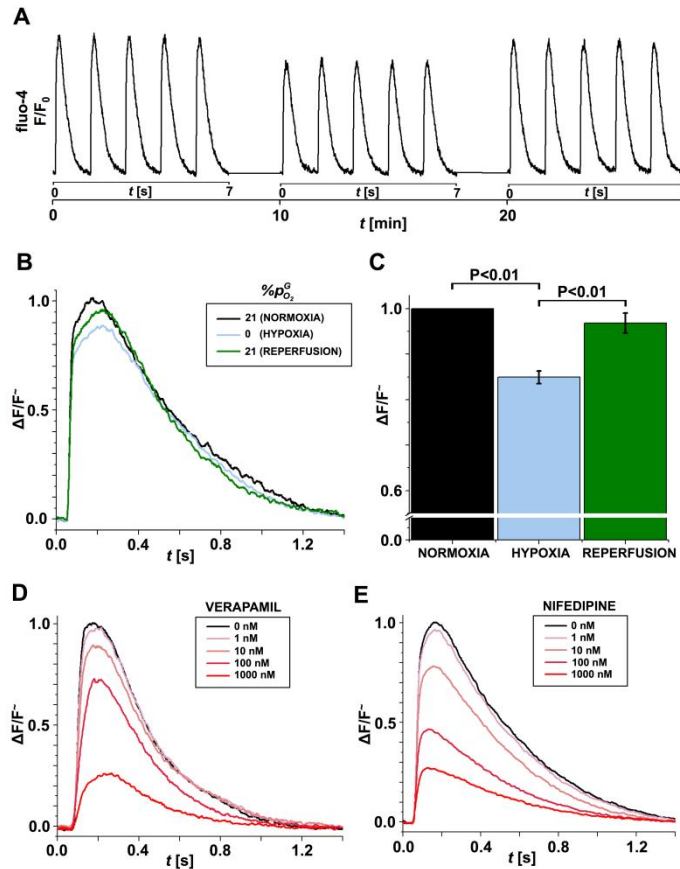 A
fluo-4
F/F0
0 t [s] 7 0 t [s] 7 0 t [s]
0 10 20
t [min]
B
%pO2G
21 (NORMOXIA)
0 (HYPOXIA)
21 (REPERFUSION)
ΔF/F~
1.0
0.5
0.0
0.0 0.4 0.8 1.2
t [s]
C
P<0.01
P<0.01
ΔF/F~
1.0
0.6
0.0
NORMOXIA HYPOXIA REPERFUSION
D
VERAPAMIL
0 nM
1 nM
10 nM
100 nM
1000 nM
ΔF/F~
1.0
0.5
0.0
0.0 0.4 0.8 1.2
t [s]
E
NIFEDIPINE
0 nM
1 nM
10 nM
100 nM
1000 nM
ΔF/F~
1.0
0.5
0.0
0.0 0.4 0.8 1.2
t [s]